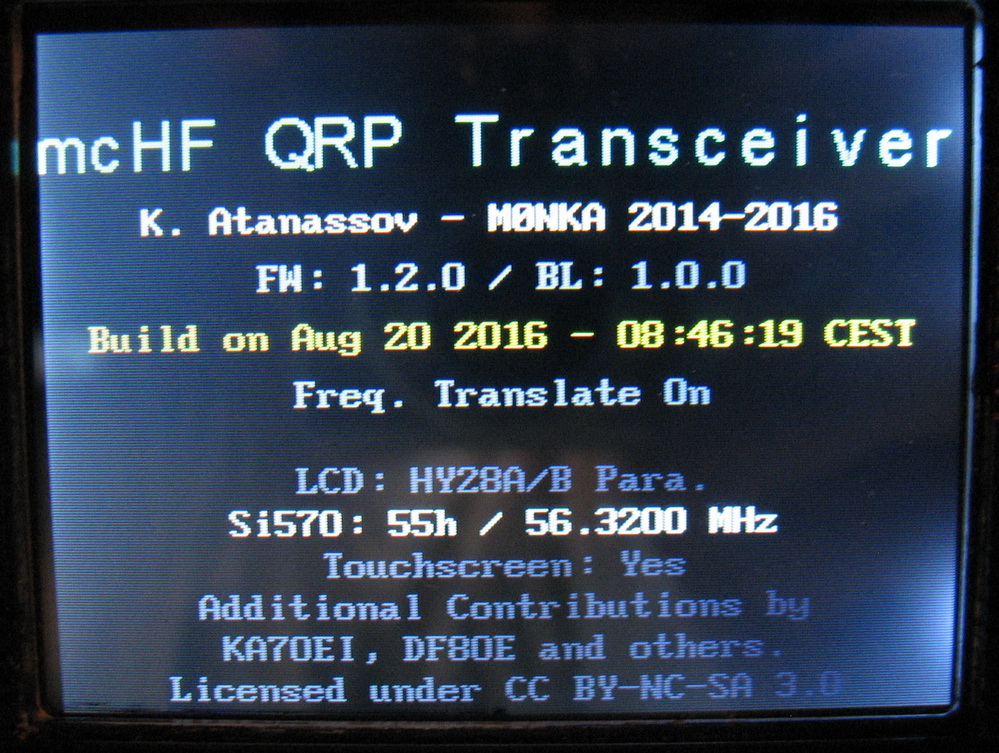 mcHF QRP Transceiver
K. Atanassov - M0NKA 2014-2016
FW: 1.2.0 / BL: 1.0.0
Build on Aug 20 2016 - 08:46:19 CEST
Freq. Translate On
LCD: HY28A/B Para.
Si570: 55h / 56.3200 MHz
Touchscreen: Yes
Additional Contributions by
KA7OEI, DF8OE and others.
Licensed under CC BY-NC-SA 3.0